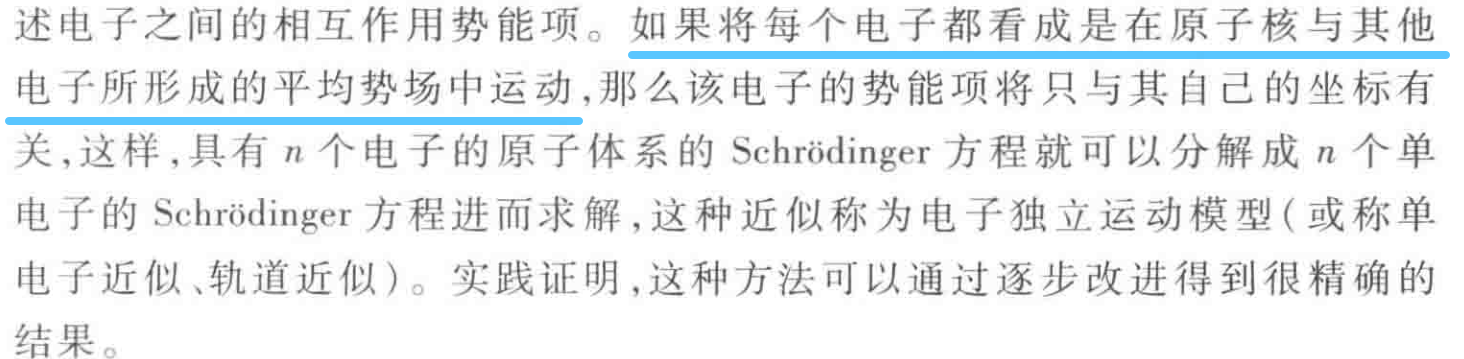 述电子之间的相互作用势能项。如果将每个电子都看成是在原子核与其他
电子所形成的平均势场中运动,那么该电子的势能项将只与其自己的坐标有
关,这样,具有 n 个电子的原子体系的 Schrödinger 方程就可以分解成 n 个单
电子的 Schrödinger 方程进而求解,这种近似称为电子独立运动模型(或称单
电子近似、轨道近似)。实践证明,这种方法可以通过逐步改进得到很精确的
结果。